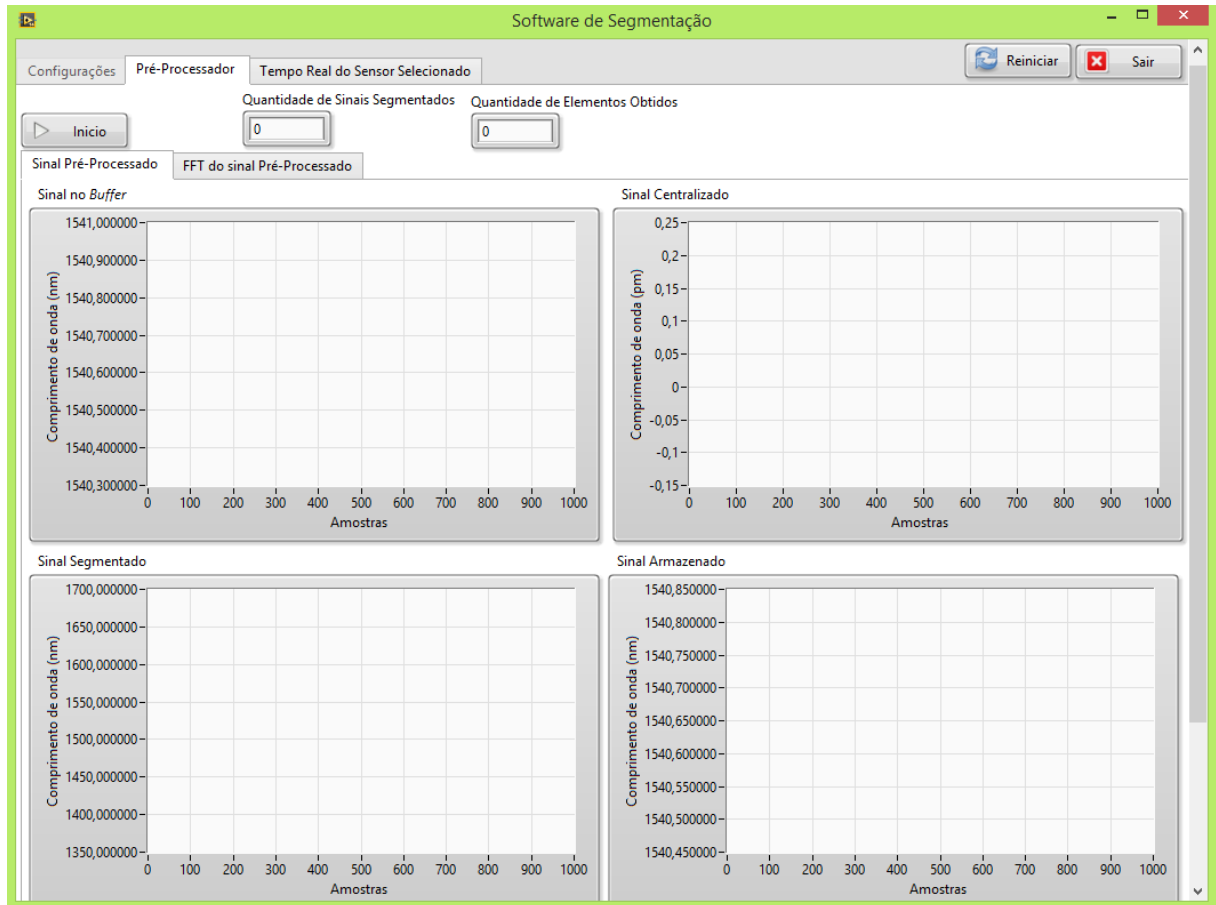 Software de Segmentação
Configurações Pré-Processador Tempo Real do Sensor Selecionado Reiniciar Sair
Quantidade de Sinais Segmentados Quantidade de Elementos Obtidos
Inicio 0 0
Sinal Pré-Processado FFT do sinal Pré-Processado
Sinal no Buffer
1541,000000
1540,900000
1540,800000
1540,700000
1540,600000
1540,500000
1540,400000
1540,300000
Comprimento de onda (nm)
0 100 200 300 400 500 600 700 800 900 1000
Amostras
Sinal Centralizado
0,25
0,2
0,15
0,1
0,05
0
-0,05
-0,1
-0,15
Comprimento de onda (pm)
0 100 200 300 400 500 600 700 800 900 1000
Amostras
Sinal Segmentado
1700,000000
1650,000000
1600,000000
1550,000000
1500,000000
1450,000000
1400,000000
1350,000000
Comprimento de onda (nm)
0 100 200 300 400 500 600 700 800 900 1000
Amostras
Sinal Armazenado
1540,850000
1540,800000
1540,750000
1540,700000
1540,650000
1540,600000
1540,550000
1540,500000
1540,450000
Comprimento de onda (nm)
0 100 200 300 400 500 600 700 800 900 1000
Amostras